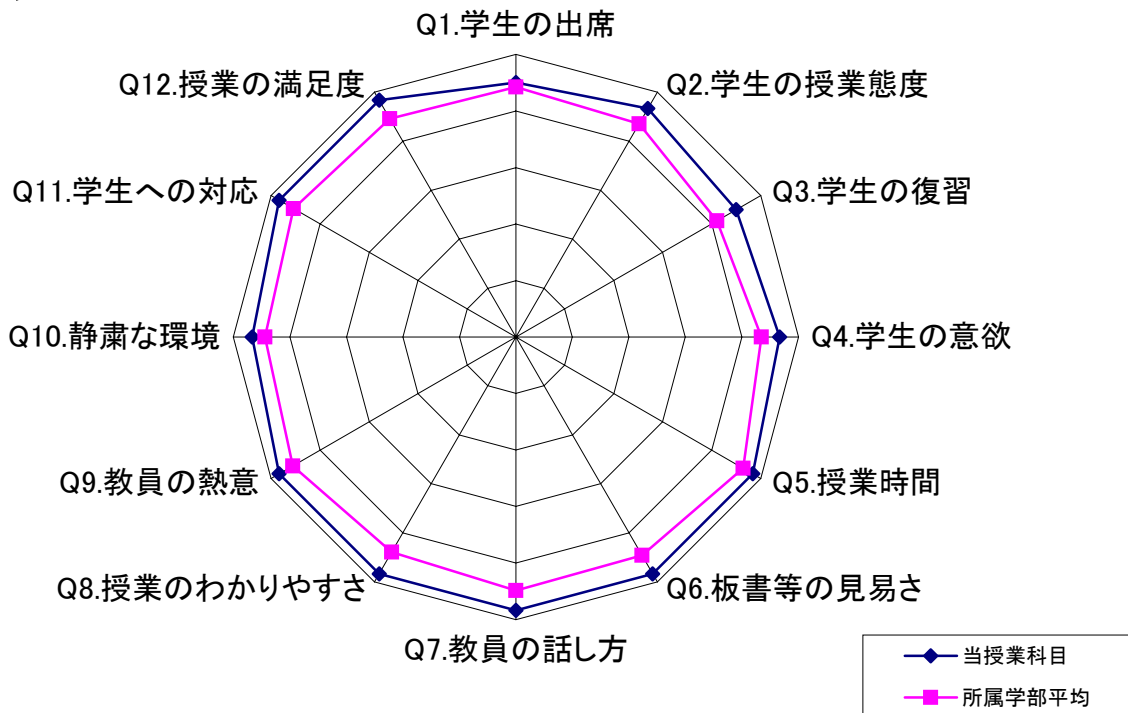 Q1.学生の出席
Q2.学生の授業態度
Q3.学生の復習
Q4.学生の意欲
Q5.授業時間
Q6.板書等の見易さ
Q7.教員の話し方
Q8.授業のわかりやすさ
Q9.教員の熱意
Q10.静粛な環境
Q11.学生への対応
Q12.授業の満足度
当授業科目
所属学部平均